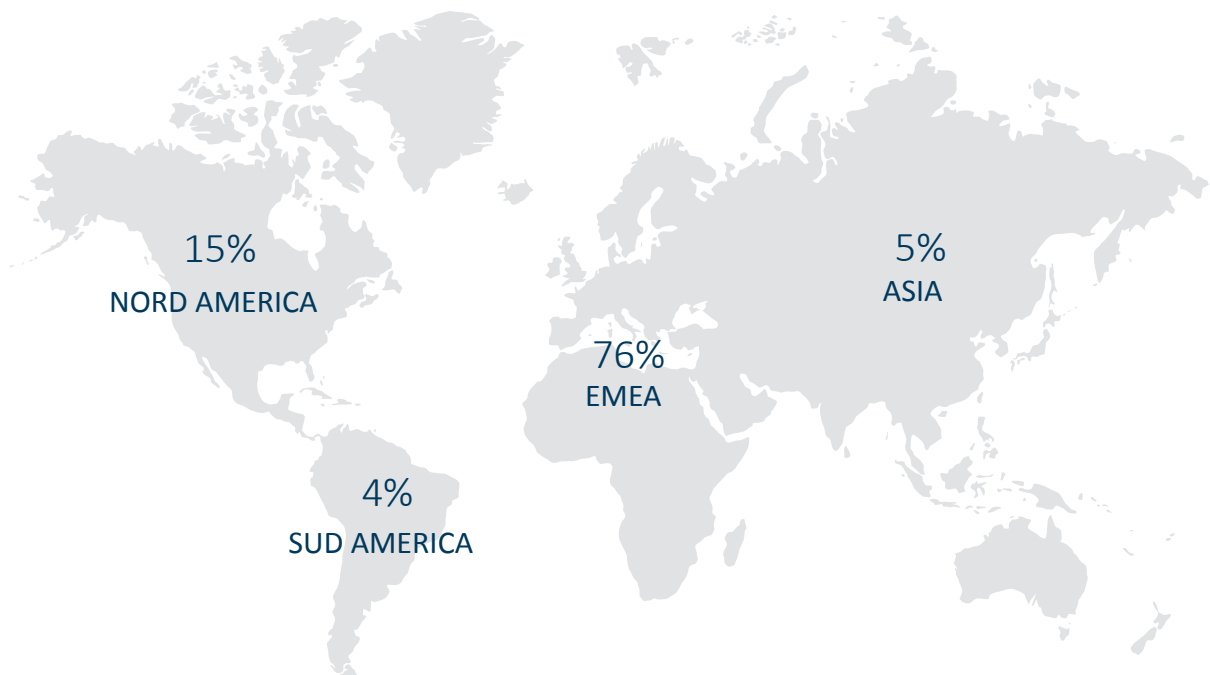 15%
NORD AMERICA
5%
ASIA
76%
EMEA
4%
SUD AMERICA